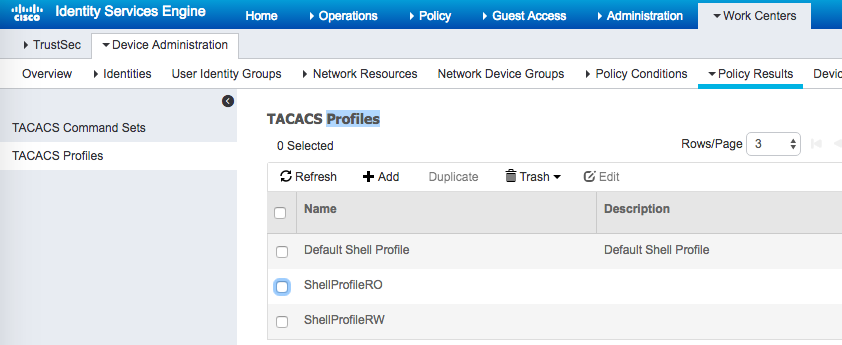 cisco Identity Services Engine Home Operations Policy Guest Access Administration Work Centers
TrustSec Device Administration
Overview Identities User Identity Groups Network Resources Network Device Groups Policy Conditions Policy Results Devic
TACACS Command Sets
TACACS Profiles
TACACS Profiles
0 Selected
Rows/Page 3
Refresh Add Duplicate Trash Edit
Name Description
Default Shell Profile Default Shell Profile
ShellProfileRO
ShellProfileRW